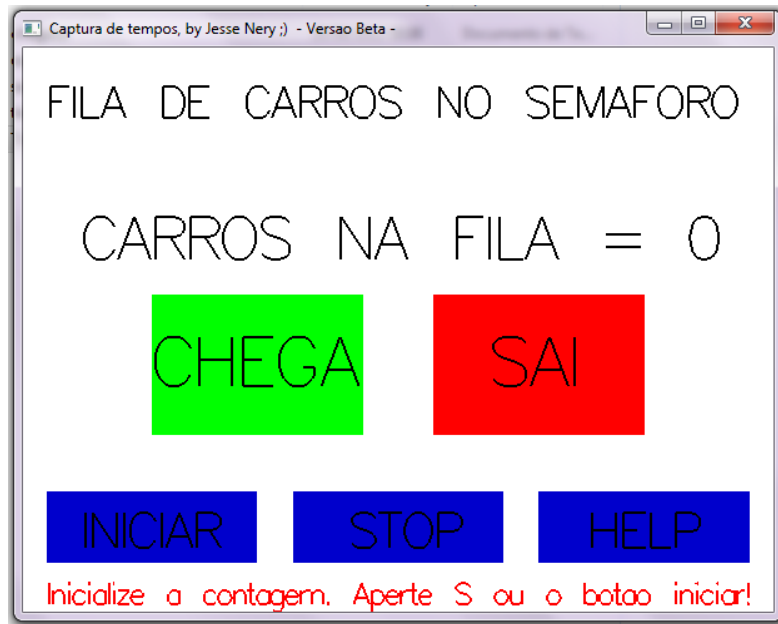 Captura de tempos, by Jesse Nery ;) - Versao Beta -
FILA DE CARROS NO SEMAFORO
CARROS NA FILA = 0
CHEGA SAI
INICIAR STOP HELP
Inicialize a contagem. Aperte S ou o botao iniciar!